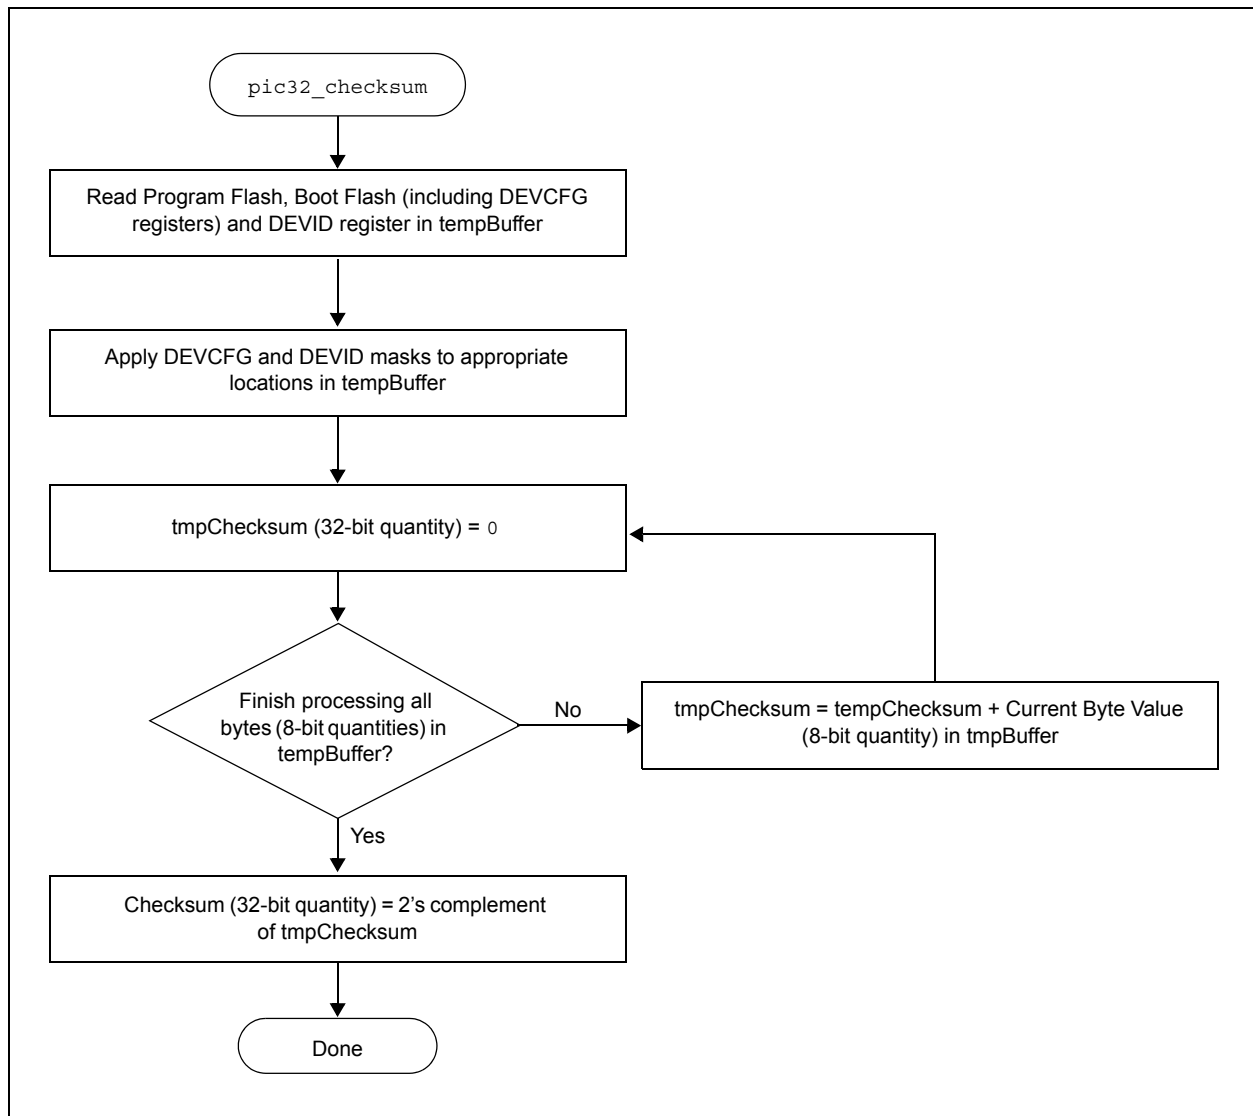 pic32_checksum
Read Program Flash, Boot Flash (including DEVCFG
registers) and DEVID register in tempBuffer
Apply DEVCFG and DEVID masks to appropriate
locations in tempBuffer
tmpChecksum (32-bit quantity) = 0
Finish processing all
bytes (8-bit quantities) in
tempBuffer?
No
tmpChecksum = tempChecksum + Current Byte Value
(8-bit quantity) in tmpBuffer
Yes
Checksum (32-bit quantity) = 2’s complement
of tmpChecksum
Done